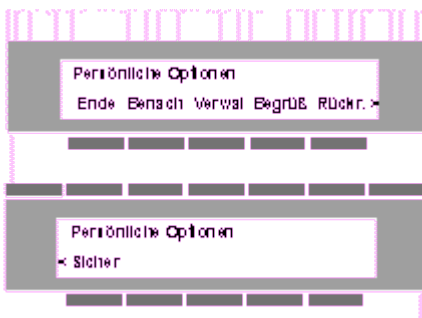 Persönliche Optionen
Ende Benach Verwal Begrüß Rückr. >
Persönliche Optionen
< Sicher